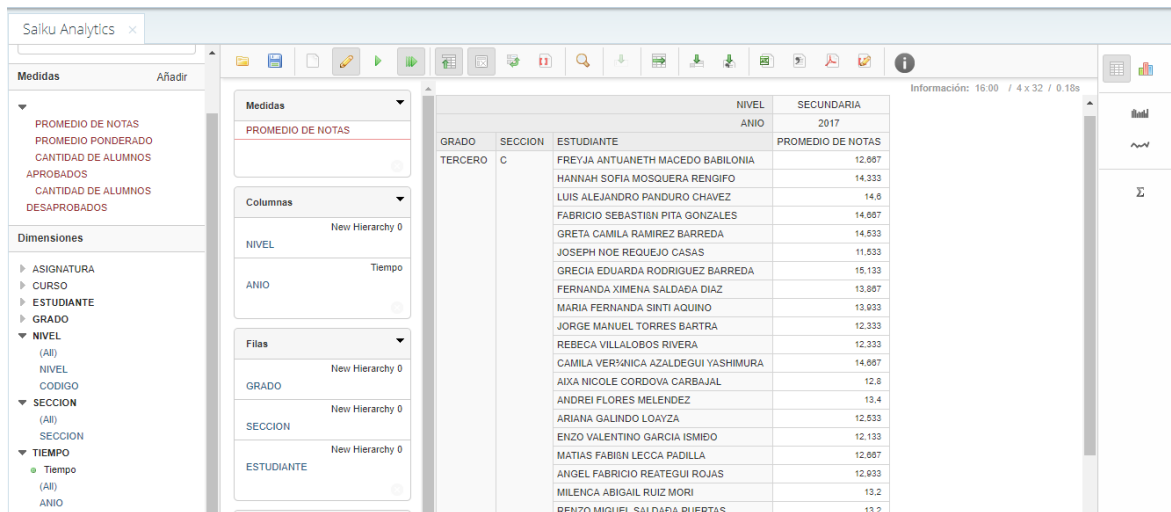 Saiku Analytics ×
Medidas Añadir
PROMEDIO DE NOTAS
PROMEDIO PONDERADO
CANTIDAD DE ALUMNOS
APROBADOS
CANTIDAD DE ALUMNOS
DESAPROBADOS
Dimensiones
ASIGNATURA
CURSO
ESTUDIANTE
GRADO
NIVEL
(All)
NIVEL
CODIGO
SECCION
(All)
SECCION
TIEMPO
Tiempo
(All)
ANIO
Medidas
PROMEDIO DE NOTAS
Columnas
New Hierarchy 0
NIVEL
Tiempo
ANIO
Filas
New Hierarchy 0
GRADO
New Hierarchy 0
SECCION
New Hierarchy 0
ESTUDIANTE
Información: 16:00 / 4 x 32 / 0.18s
NIVEL SECUNDARIA
ANIO 2017
GRADO SECCION ESTUDIANTE PROMEDIO DE NOTAS
TERCERO C FREYJA ANTUANETH MACEDO BABILONIA 12,667
HANNAH SOFIA MOSQUERA RENGIFO 14,333
LUIS ALEJANDRO PANDURO CHAVEZ 14,6
FABRICIO SEBASTIßN PITA GONZALES 14,667
GRETA CAMILA RAMIREZ BARREDA 14,533
JOSEPH NOE REQUEJO CASAS 11,533
GRECIA EDUARDA RODRIGUEZ BARREDA 15,133
FERNANDA XIMENA SALDAÐA DIAZ 13,867
MARIA FERNANDA SINTI AQUINO 13,933
JORGE MANUEL TORRES BARTRA 12,333
REBECA VILLALOBOS RIVERA 12,333
CAMILA VER¾NICA AZALDEGUI YASHIMURA 14,667
AIXA NICOLE CORDOVA CARBAJAL 12,8
ANDREI FLORES MELENDEZ 13,4
ARIANA GALINDO LOAYZA 12,533
ENZO VALENTINO GARCIA ISMIÐO 12,133
MATIAS FABIßN LECCA PADILLA 12,667
ANGEL FABRICIO REATEGUI ROJAS 12,933
MILENCA ABIGAIL RUIZ MORI 13,2
RENZO MIGUEL SALDAÐA PUERTAS 13,2
Σ